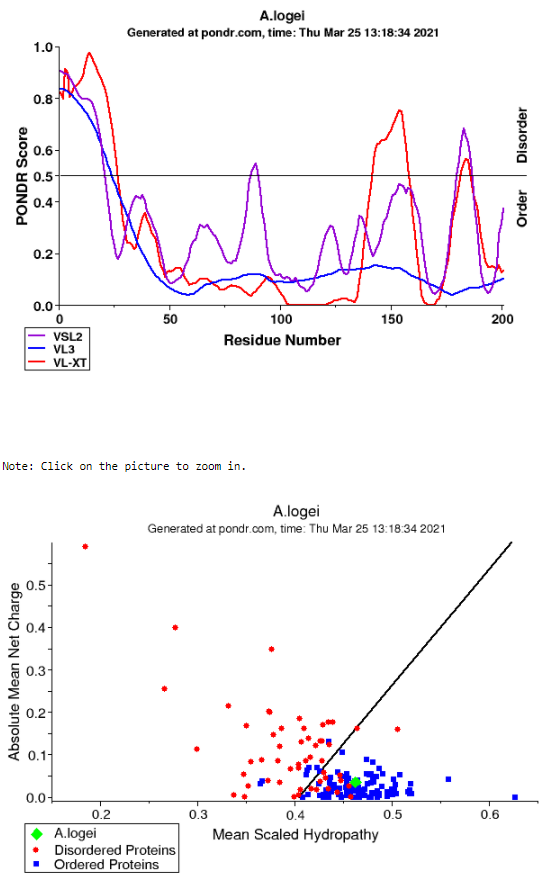 A.logei
Generated at pondr.com, time: Thu Mar 25 13:18:34 2021
PONDR Score
1.0
0.8
0.6
0.5
0.4
0.2
0.0
Disorder
Order
0
50
100
150
200
Residue Number
VSL2
VL3
VL-XT
Note: Click on the picture to zoom in.
A.logei
Generated at pondr.com, time: Thu Mar 25 13:18:34 2021
Absolute Mean Net Charge
0.5
0.4
0.3
0.2
0.1
0.0
0.2
0.3
0.4
0.5
0.6
Mean Scaled Hydropathy
A.logei
Disordered Proteins
Ordered Proteins